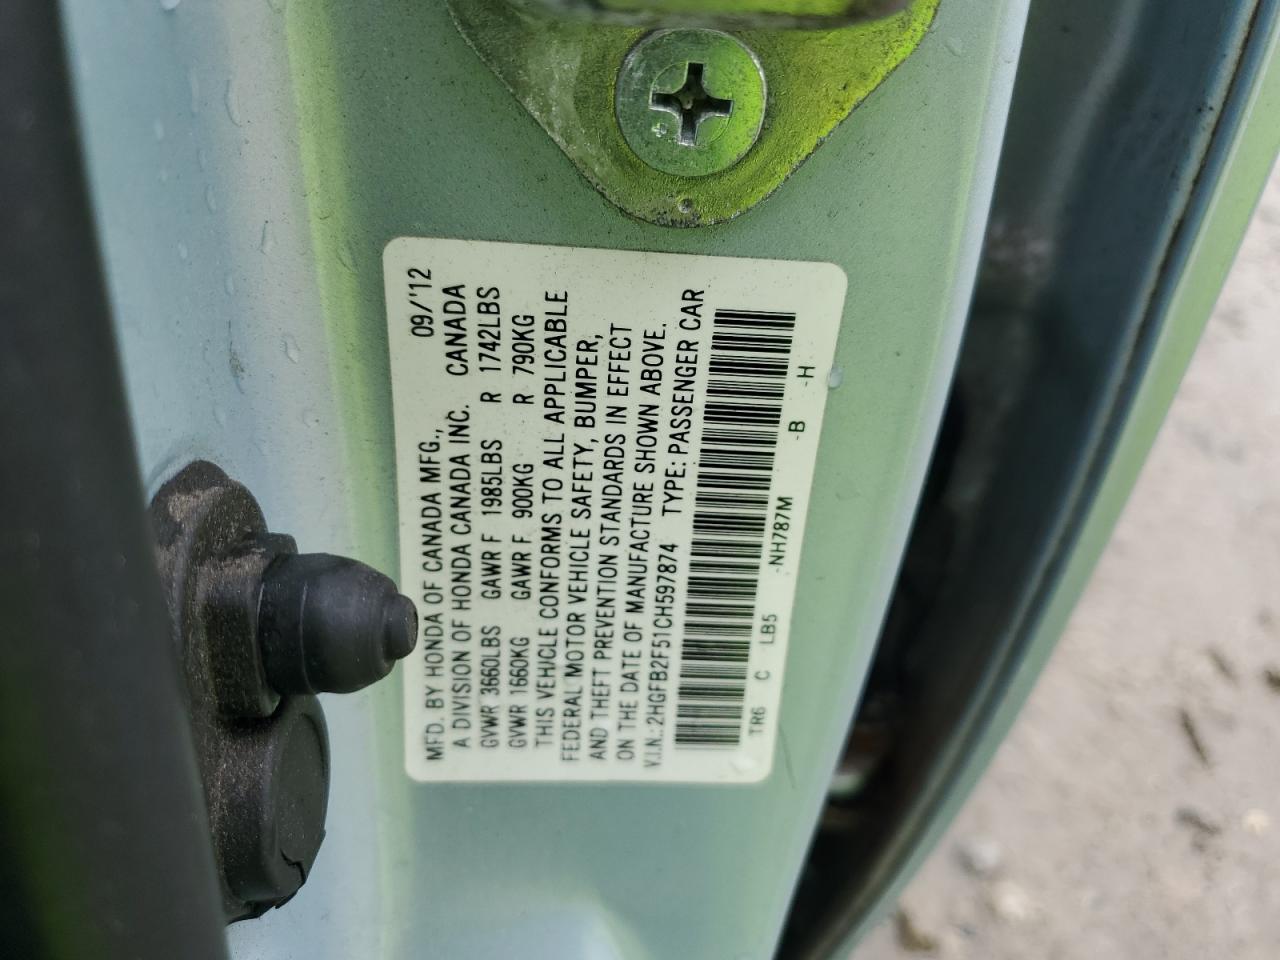 MFD. BY HONDA OF CANADA MFG., 09/'12
A DIVISION OF HONDA CANADA INC. CANADA
GVWR 3660LBS GAWR F 1985LBS R 1742LBS
GVWR 1660KG GAWR F 900KG R 790KG
THIS VEHICLE CONFORMS TO ALL APPLICABLE
FEDERAL MOTOR VEHICLE SAFETY, BUMPER,
AND THEFT PREVENTION STANDARDS IN EFFECT
ON THE DATE OF MANUFACTURE SHOWN ABOVE.
V.I.N.: 2HGFB2F51CH597874 TYPE: PASSENGER CAR
TR6 C LB5 -NH787M -B -H